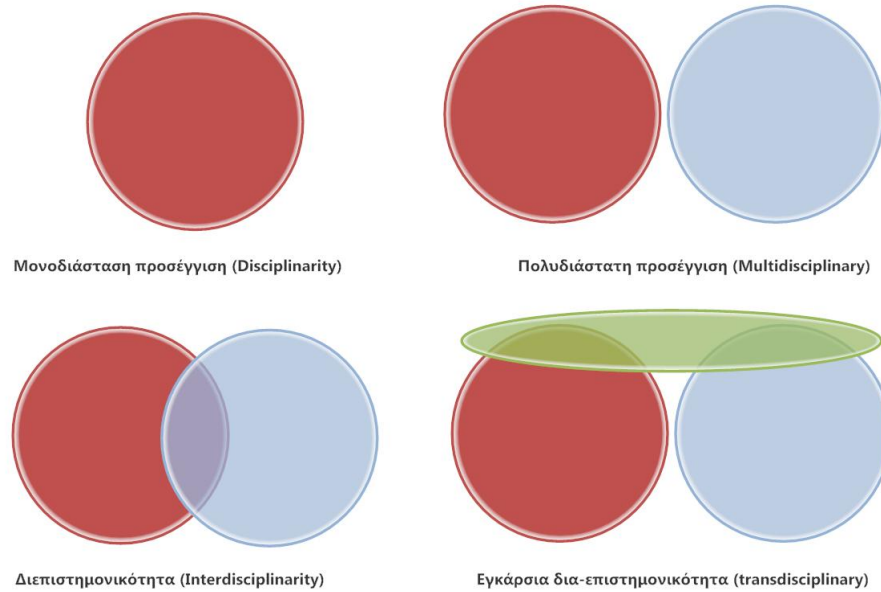 Μονοδιάσταση προσέγγιση (Disciplinarity)
Πολυδιάστατη προσέγγιση (Multidisciplinary)
Διεπιστημονικότητα (Interdisciplinarity)
Εγκάρσια δια-επιστημονικότητα (transdisciplinary)